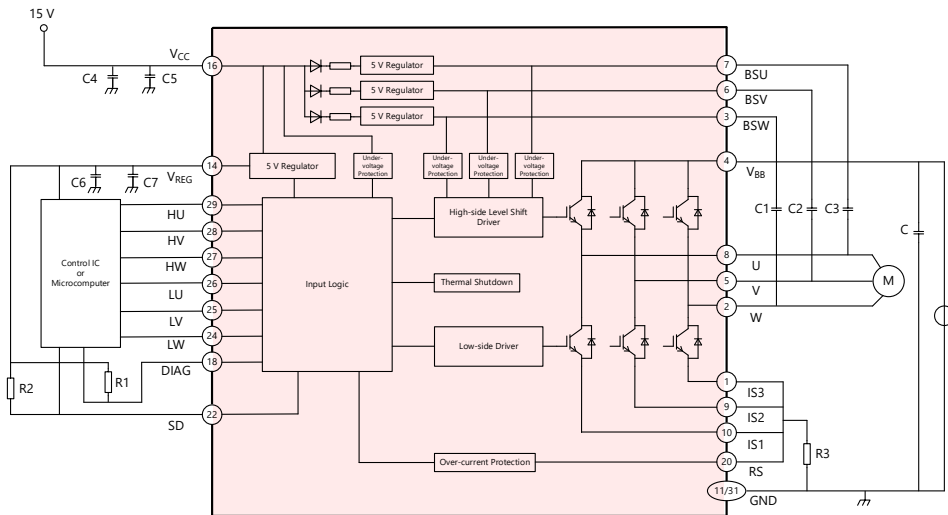 15 V
VCC
C4
C5
16
5 V Regulator
7
BSU
5 V Regulator
6
BSV
5 V Regulator
3
BSW
14
VREG
5 V Regulator
Under-
voltage
Protection
Under-
voltage
Protection
Under-
voltage
Protection
Under-
voltage
Protection
4
VBB
C6
C7
29
HU
28
HV
27
HW
26
LU
25
LV
24
LW
18
DIAG
22
SD
Control IC
or
Microcomputer
R2
R1
Input Logic
High-side Level Shift
Driver
Thermal Shutdown
Low-side Driver
Over-current Protection
C1
C2
C3
C
8
U
5
V
2
W
M
1
IS3
9
IS2
10
IS1
20
RS
R3
11/31
GND